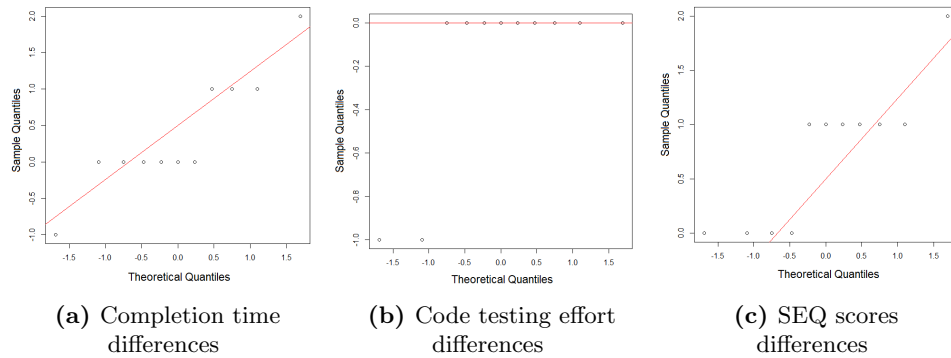 2.0
1.5
1.0
0.5
0.0
-0.5
-1.0
Sample Quantiles
-1.5 -1.0 -0.5 0.0 0.5 1.0 1.5
Theoretical Quantiles
(a) Completion time
differences
0.0
-0.2
-0.4
-0.6
-0.8
-1.0
Sample Quantiles
-1.5 -1.0 -0.5 0.0 0.5 1.0 1.5
Theoretical Quantiles
(b) Code testing effort
differences
2.0
1.5
1.0
0.5
0.0
Sample Quantiles
-1.5 -1.0 -0.5 0.0 0.5 1.0 1.5
Theoretical Quantiles
(c) SEQ scores
differences